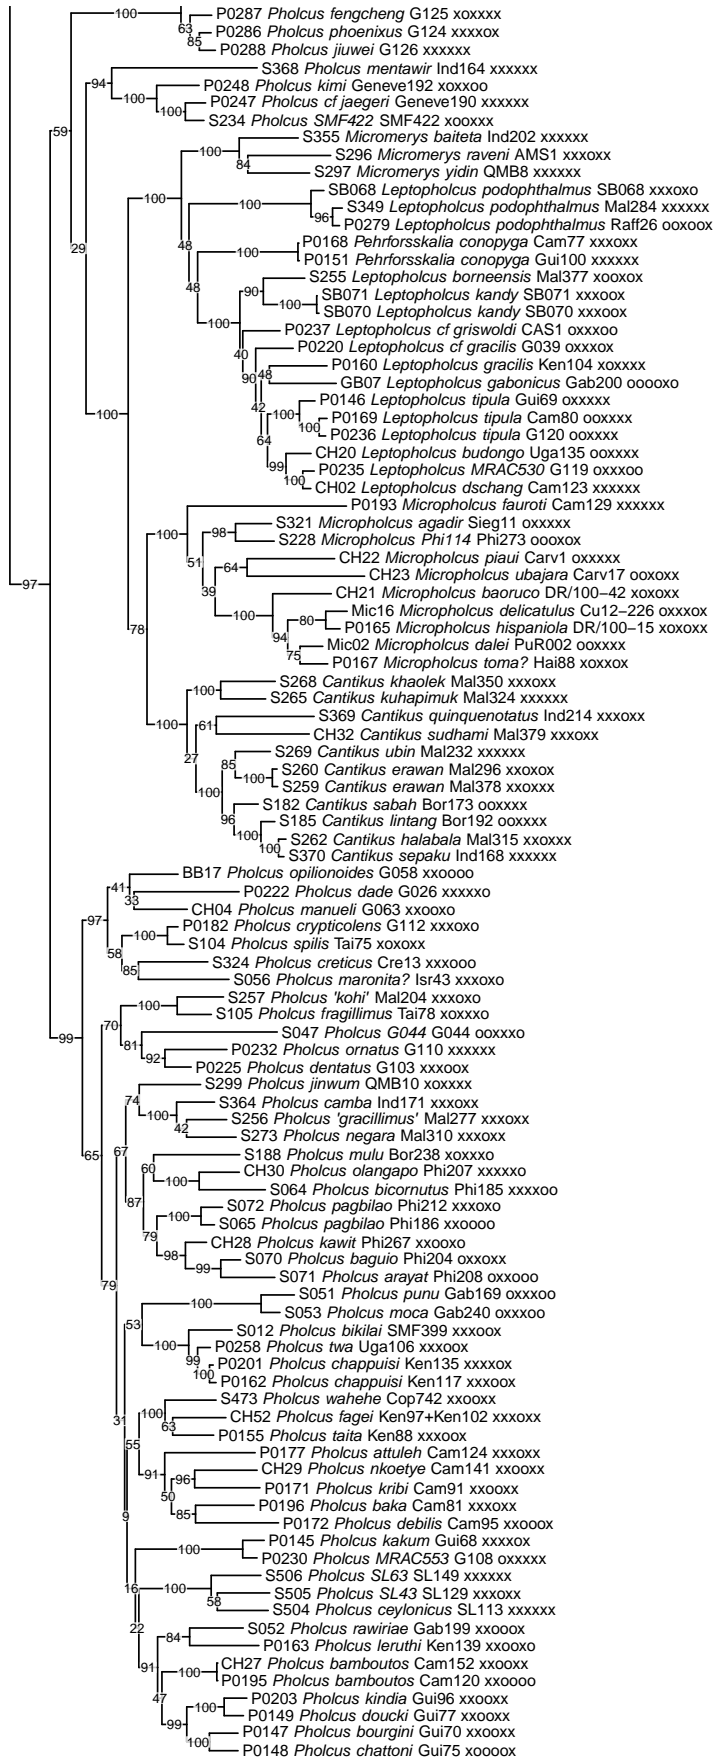 P0287 Pholcus fengcheng G125 xoxxxx
P0286 Pholcus phoenixus G124 xxxxox
P0288 Pholcus jiuwei G126 xxxxxx
S368 Pholcus mentawir Ind164 xxxxxx
P0248 Pholcus kimi Geneve192 xoxxoo
P0247 Pholcus cf jaegeri Geneve190 xxxxxx
S234 Pholcus SMF422 SMF422 xooxxx
S355 Micromerys baiteta Ind202 xxxxxx
S296 Micromerys raveni AMS1 xxxoxx
S297 Micromerys yidin QMB8 xxxxxx
SB068 Leptopholcus podophthalmus SB068 xxxoxo
S349 Leptopholcus podophthalmus Mal284 xxxxxx
P0279 Leptopholcus podophthalmus Raff26 ooxoox
P0168 Pehrforsskalia conopyga Cam77 xxxoxx
P0151 Pehrforsskalia conopyga Gui100 xxxxxx
S255 Leptopholcus borneensis Mal377 xooxox
SB071 Leptopholcus kandy SB071 xxxoox
SB070 Leptopholcus kandy SB070 xxxoox
P0237 Leptopholcus cf griswoldi CAS1 oxxxoo
P0220 Leptopholcus cf gracilis G039 oxxxox
P0160 Leptopholcus gracilis Ken104 xoxxxx
GB07 Leptopholcus gabonicus Gab200 ooooxo
P0146 Leptopholcus tipula Gui69 oxxxxx
P0169 Leptopholcus tipula Cam80 ooxxxx
P0236 Leptopholcus tipula G120 ooxxxx
CH20 Leptopholcus budongo Uga135 ooxxxx
P0235 Leptopholcus MRAC530 G119 oxxxoo
CH02 Leptopholcus dschang Cam123 xxxxxx
P0193 Micropholcus fauroti Cam129 xxxxxx
S321 Micropholcus agadir Sieg11 oxxxxx
S228 Micropholcus Phi114 Phi273 oooxox
CH22 Micropholcus piaui Carv1 oxxxxx
CH23 Micropholcus ubajara Carv17 ooxoxx
CH21 Micropholcus baoruco DR/100−42 xoxoxx
Mic16 Micropholcus delicatulus Cu12−226 oxxxox
P0165 Micropholcus hispaniola DR/100−15 xoxoxx
Mic02 Micropholcus dalei PuR002 ooxxxx
P0167 Micropholcus toma? Hai88 xoxxox
S268 Cantikus khaolek Mal350 xxxoxx
S265 Cantikus kuhapimuk Mal324 xxxxxx
S369 Cantikus quinquenotatus Ind214 xxxoxx
CH32 Cantikus sudhami Mal379 xxxoxx
S269 Cantikus ubin Mal232 xxxxxx
S260 Cantikus erawan Mal296 xxoxox
S259 Cantikus erawan Mal378 xxoxxx
S182 Cantikus sabah Bor173 ooxxxx
S185 Cantikus lintang Bor192 ooxxxx
S262 Cantikus halabala Mal315 xxoxxx
S370 Cantikus sepaku Ind168 xxxxxx
BB17 Pholcus opilionoides G058 xxoooo
P0222 Pholcus dade G026 xxxxxo
CH04 Pholcus manueli G063 xxooxo
P0182 Pholcus crypticolens G112 xxxoxo
S104 Pholcus spilis Tai75 xoxoxx
S324 Pholcus creticus Cre13 xxxooo
S056 Pholcus maronita? Isr43 xxxoxo
S257 Pholcus 'kohi' Mal204 xxxoxo
S105 Pholcus fragillimus Tai78 xoxxxo
S047 Pholcus G044 G044 ooxxxo
P0232 Pholcus ornatus G110 xxxxxx
P0225 Pholcus dentatus G103 xxxoox
S299 Pholcus jinwum QMB10 xoxxxx
S364 Pholcus camba Ind171 xxxoxx
S256 Pholcus 'gracillimus' Mal277 xxxoxx
S273 Pholcus negara Mal310 xxxoxx
S188 Pholcus mulu Bor238 xoxxxo
CH30 Pholcus olangapo Phi207 xxxxxo
S064 Pholcus bicornutus Phi185 xxxxoo
S072 Pholcus pagbilao Phi212 xxxoxo
S065 Pholcus pagbilao Phi186 xxoooo
CH28 Pholcus kawit Phi267 xxooxo
S070 Pholcus baguio Phi204 oxxoxx
S071 Pholcus arayat Phi208 oxxooo
S051 Pholcus punu Gab169 oxxxoo
S053 Pholcus moca Gab240 oxxxoo
S012 Pholcus bikilai SMF399 xxxoox
P0258 Pholcus twa Uga106 xxxoox
P0201 Pholcus chappuisi Ken135 xxxxox
P0162 Pholcus chappuisi Ken117 xxxoox
S473 Pholcus wahehe Cop742 xxooxx
CH52 Pholcus fagei Ken97+Ken102 xxxoxx
P0155 Pholcus taita Ken88 xxxoox
P0177 Pholcus attuleh Cam124 xxxoxx
CH29 Pholcus nkoetye Cam141 xxooxx
P0171 Pholcus kribi Cam91 xxooxx
P0196 Pholcus baka Cam81 xxxoxx
P0172 Pholcus debilis Cam95 xxooox
P0145 Pholcus kakum Gui68 xxxxox
P0230 Pholcus MRAC553 G108 oxxxxx
S506 Pholcus SL63 SL149 xxxxxx
S505 Pholcus SL43 SL129 xxxoxx
S504 Pholcus ceylonicus SL113 xxxxxx
S052 Pholcus rawiriae Gab199 xxooox
P0163 Pholcus leruthi Ken139 xxooxo
CH27 Pholcus bamboutos Cam152 xxooox
P0195 Pholcus bamboutos Cam120 xxoooo
P0203 Pholcus kindia Gui96 xxooxx
P0149 Pholcus doucki Gui77 xxooxx
P0147 Pholcus bourgini Gui70 xxooxx
P0148 Pholcus chattoni Gui75 xoooox